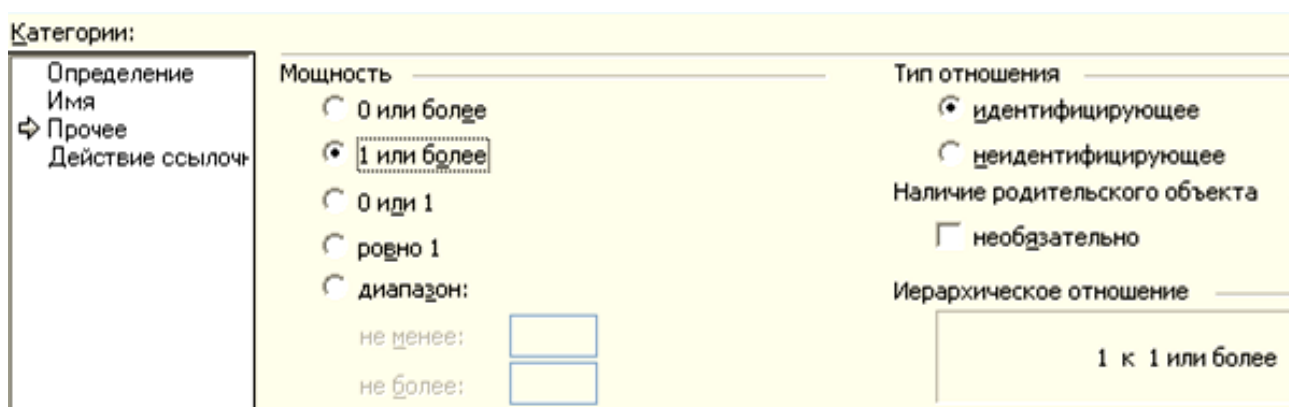 Категории:
Определение
Имя
Прочее
Действие ссылочн
Мощность
0 или более
1 или более
0 или 1
ровно 1
диапазон:
не менее:
не более:
Тип отношения
идентифицирующее
неидентифицирующее
Наличие родительского объекта
необязательно
Иерархическое отношение
1 к 1 или более